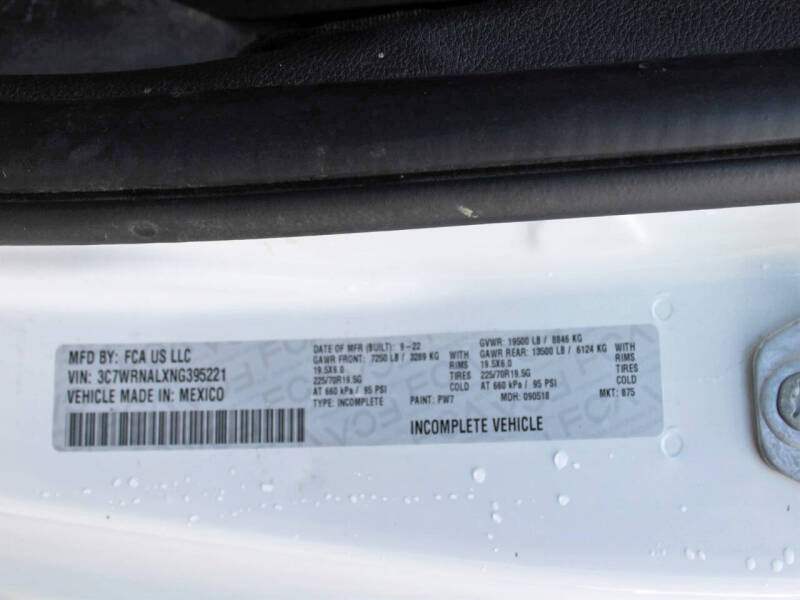 MFD BY: FCA US LLC
VIN: 3C7WRNALXNG395221
VEHICLE MADE IN: MEXICO
DATE OF MFR (BUILT): 9-22
GAWR FRONT: 7250 LB / 3289 KG
19.5X6.0 RIMS
225/70R19.5G TIRES
AT 660 kPa / 95 PSI COLD
TYPE: INCOMPLETE PAINT: PW7
GVWR: 19500 LB / 8846 KG
GAWR REAR: 13500 LB / 6124 KG
19.5X6.0 RIMS
225/70R19.5G TIRES
AT 660 kPa / 95 PSI COLD
MDH: 090518 MKT: 875
INCOMPLETE VEHICLE